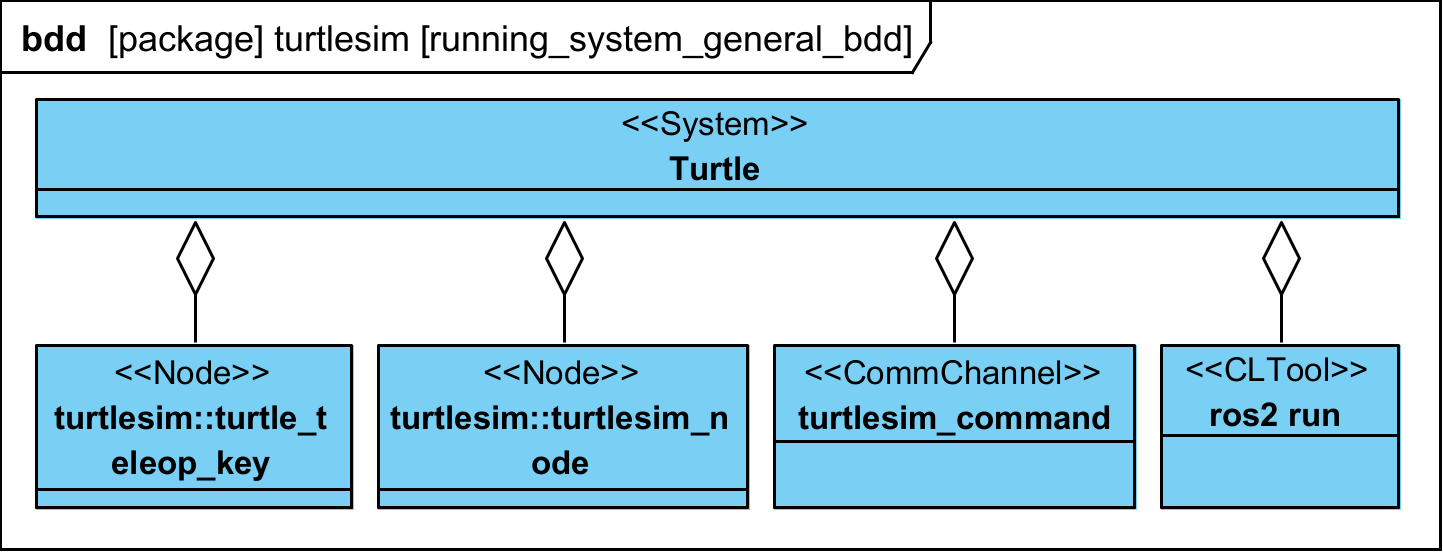 bdd [package] turtlesim [running_system_general_bdd]
<<System>>
Turtle
<<Node>>
turtlesim::turtle_t
eleop_key
<<Node>>
turtlesim::turtlesim_n
ode
<<CommChannel>>
turtlesim_command
<<CLTool>>
ros2 run